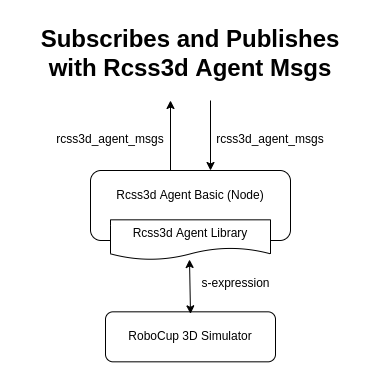 Subscribes and Publishes
with Rcss3d Agent Msgs
rcss3d_agent_msgs
rcss3d_agent_msgs
Rcss3d Agent Basic (Node)
Rcss3d Agent Library
s-expression
RoboCup 3D Simulator